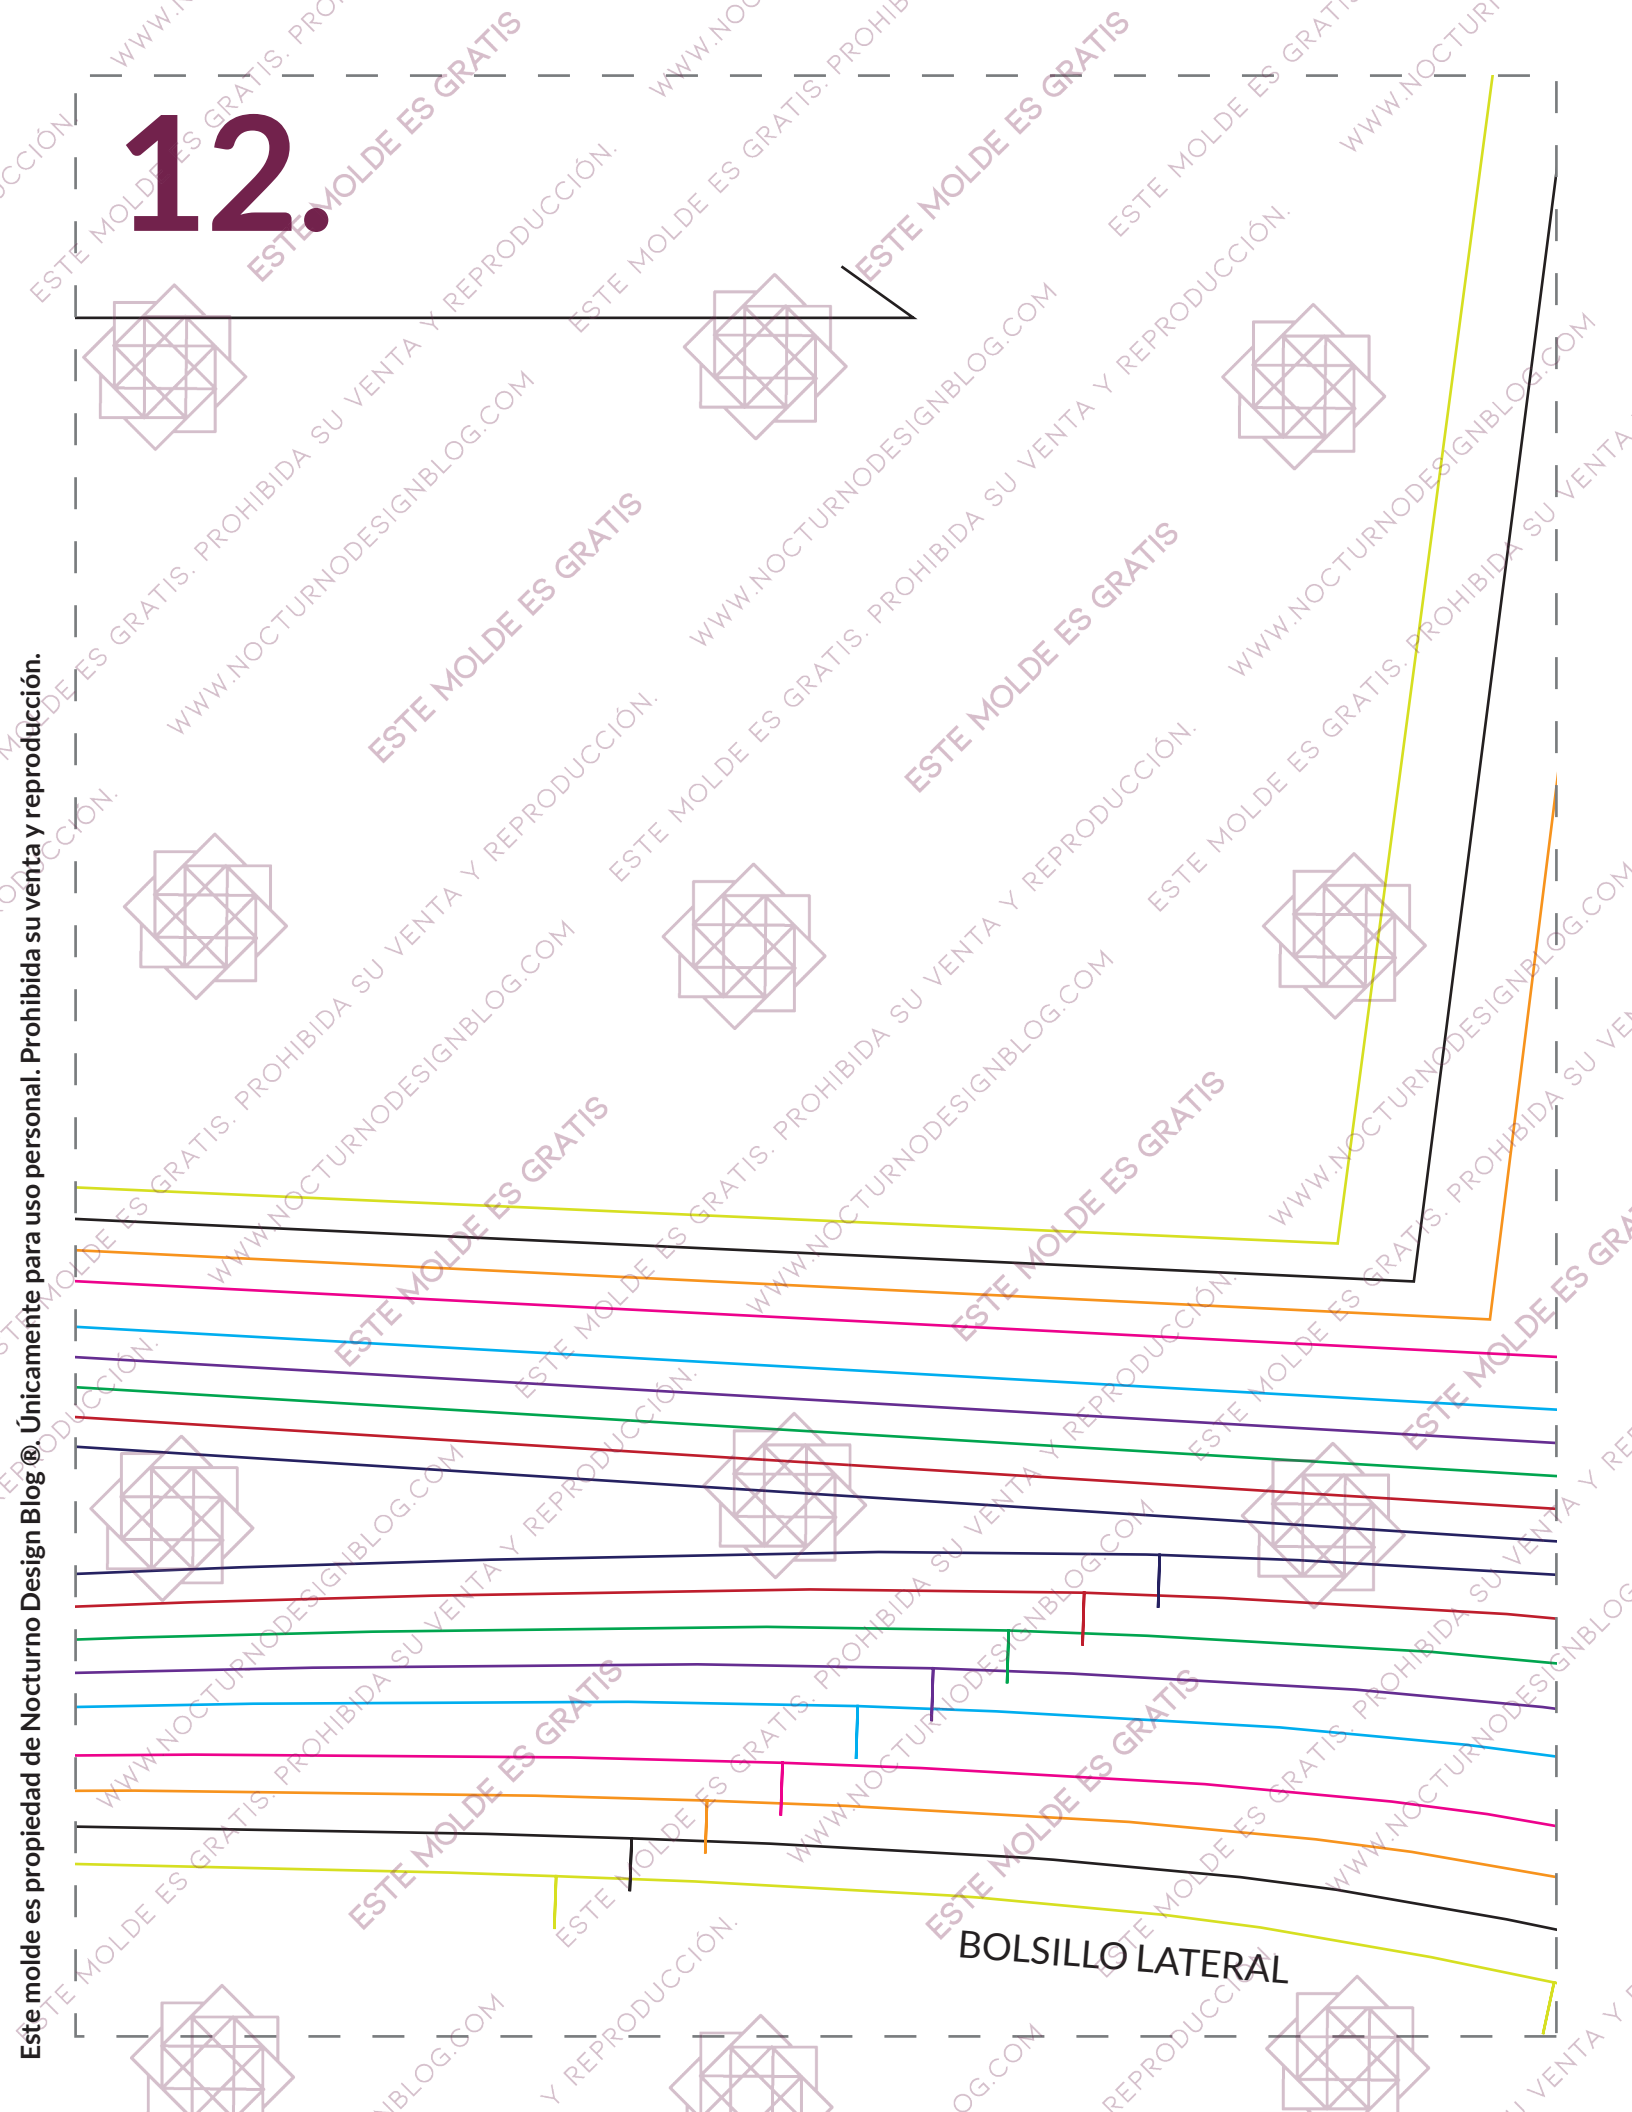 12.
BOLSILLO LATERAL
Este molde es propiedad de Nocturno Design Blog ®. Únicamente para uso personal. Prohibida su venta y reproducción.
ESTE MOLDE ES GRATIS
ESTE MOLDE ES GRATIS. PROHIBIDA SU VENTA Y REPRODUCCIÓN.
WWW.NOCTURNODESIGNBLOG.COM